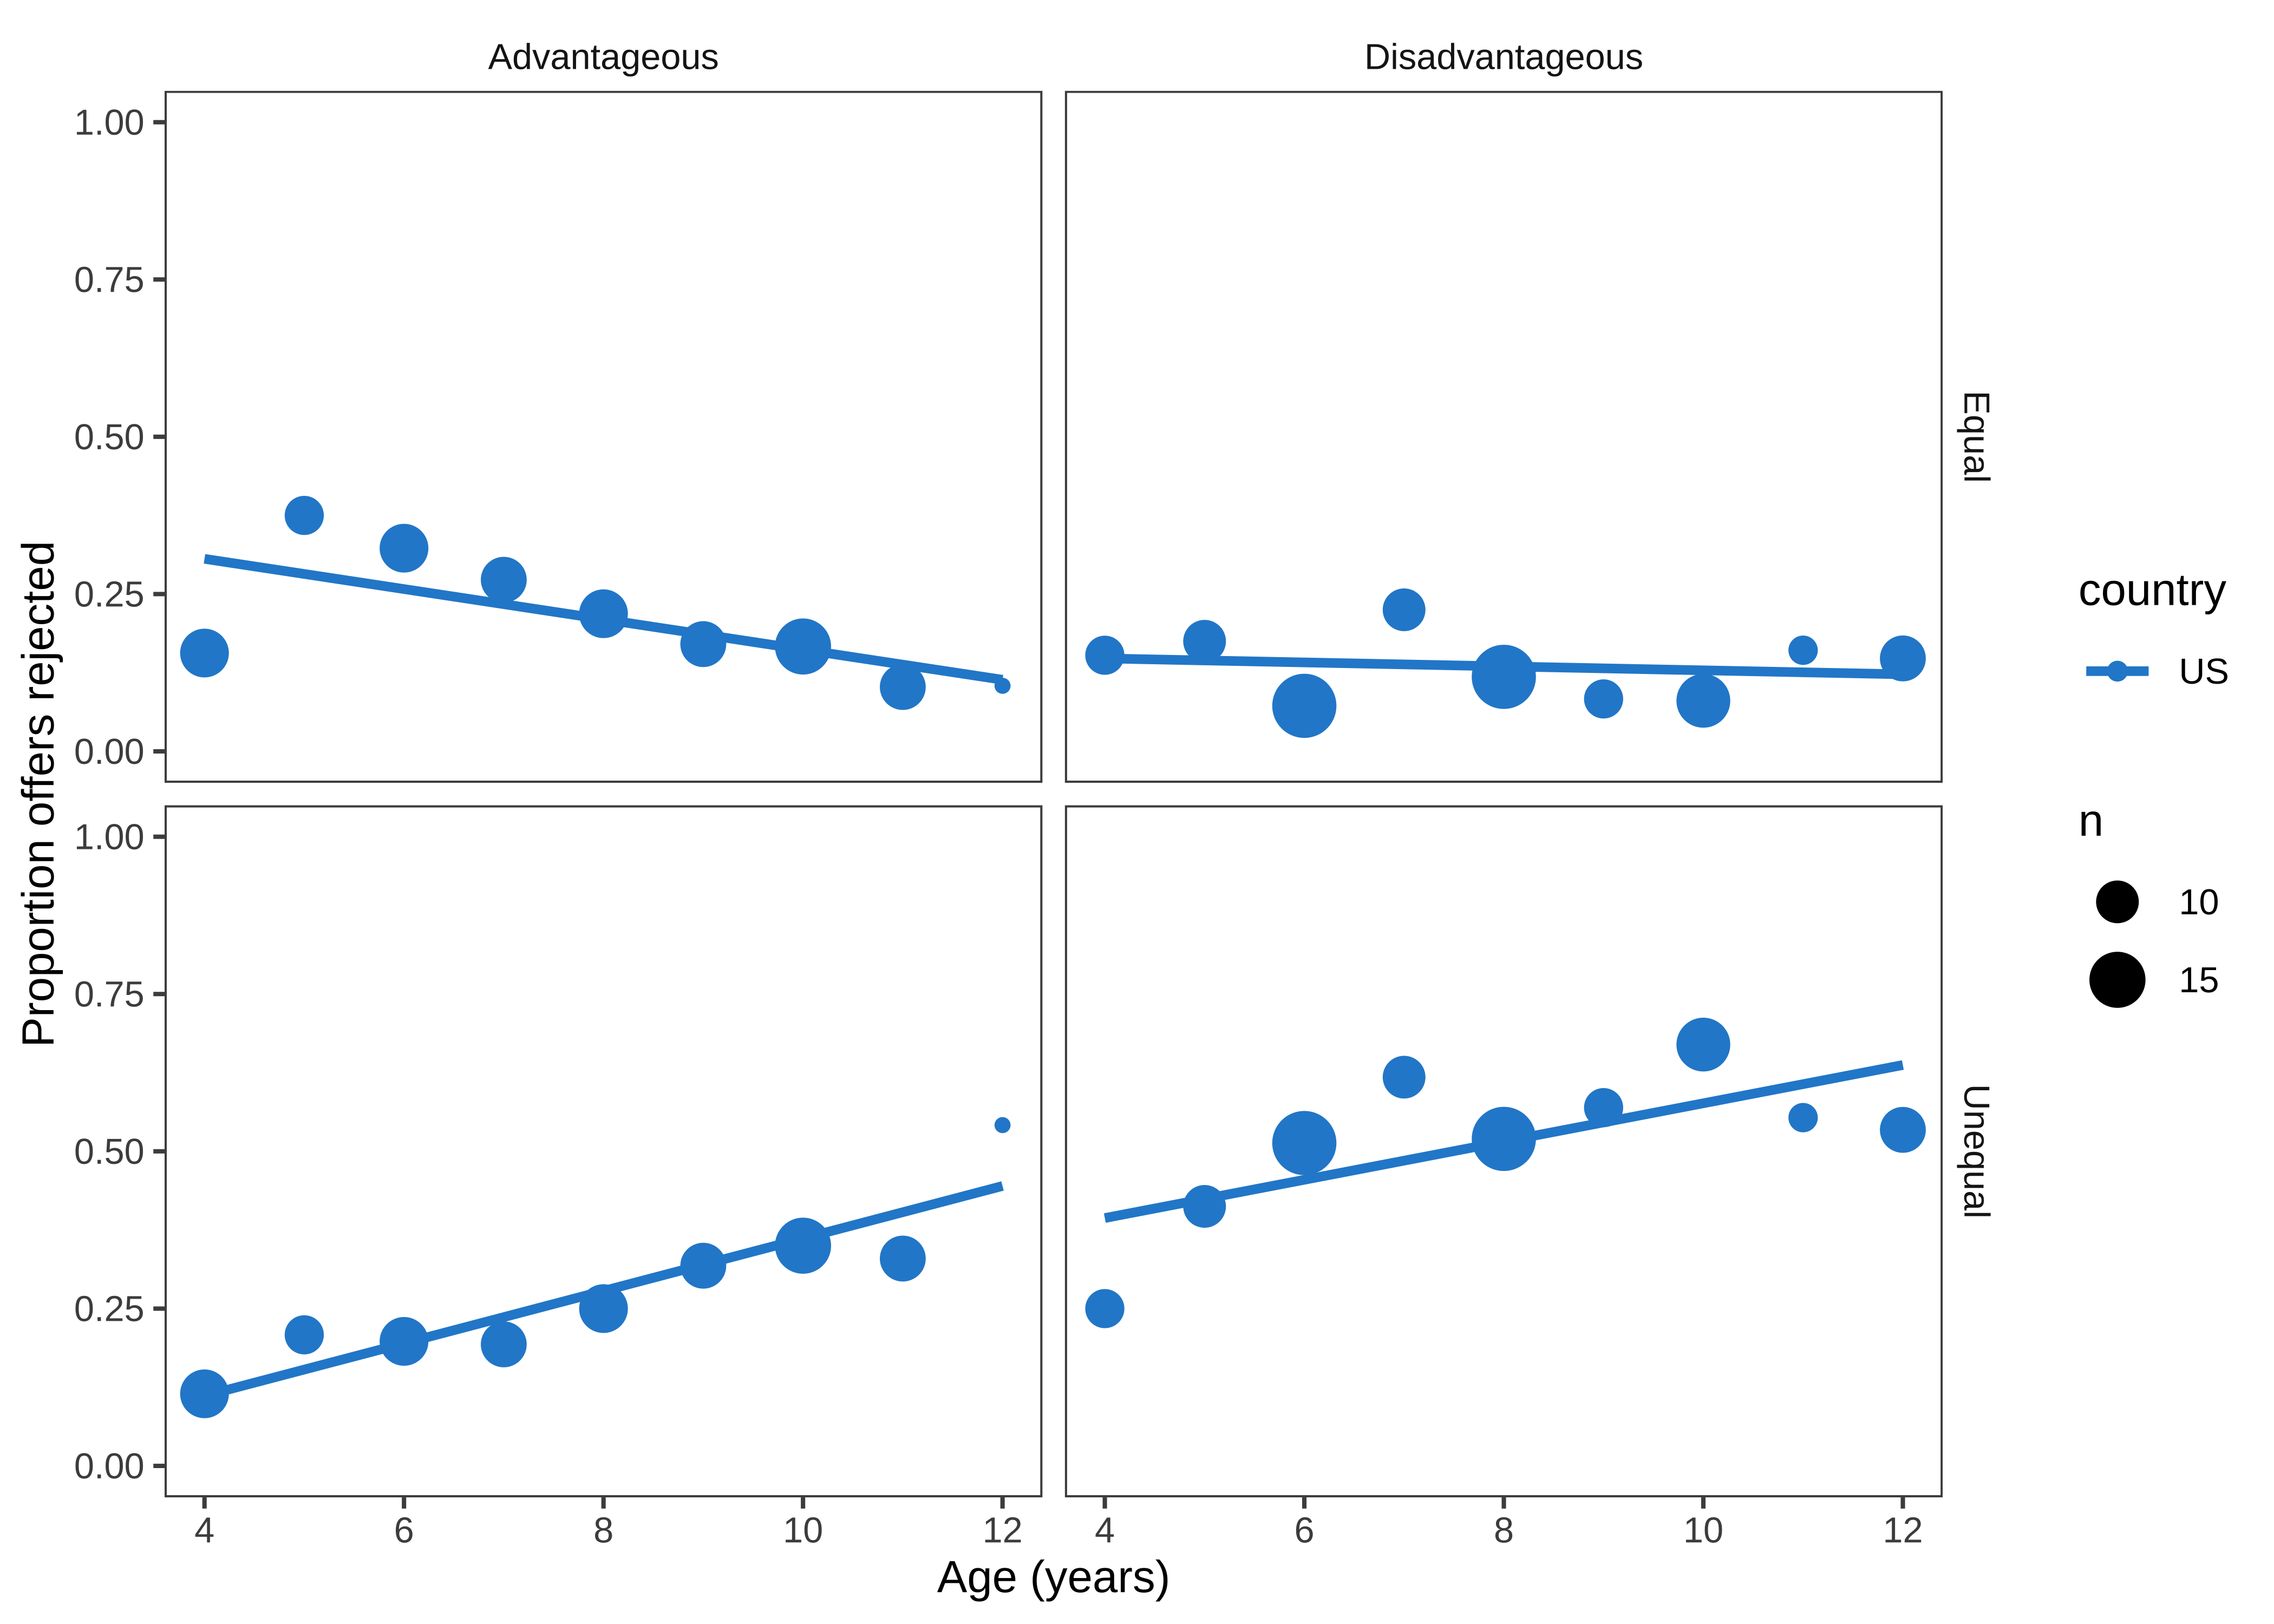 Advantageous
Disadvantageous
1.00
0.75
0.50
0.25
0.00
Equal
1.00
0.75
0.50
0.25
0.00
Unequal
4
6
8
10
12
4
6
8
10
12
Age (years)
Proportion offers rejected
country
US
n
10
15